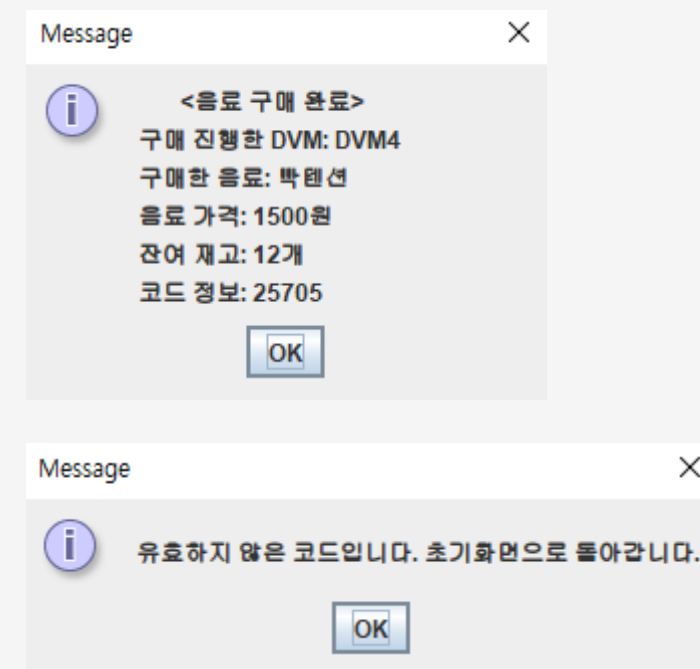 Message
<음료 구매 완료>
구매 진행한 DVM: DVM4
구매한 음료: 빡텐션
음료 가격: 1500원
잔여 재고: 12개
코드 정보: 25705
OK
Message
유효하지 않은 코드입니다. 초기화면으로 돌아갑니다.
OK